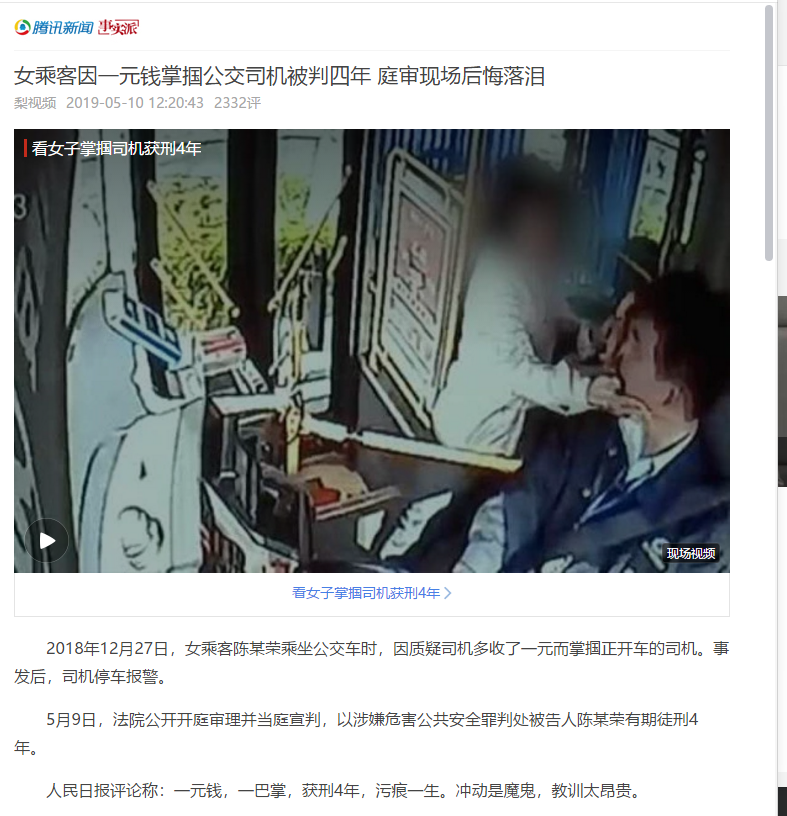 腾讯新闻 事实派
女乘客因一元钱掌掴公交司机被判四年 庭审现场后悔落泪
梨视频 2019-05-10 12:20:43 2332评
看女子掌掴司机获刑4年
3
现场视频
看女子掌掴司机获刑4年
2018年12月27日，女乘客陈某荣乘坐公交车时，因质疑司机多收了一元而掌掴正开车的司机。事
发后，司机停车报警。
5月9日，法院公开开庭审理并当庭宣判，以涉嫌危害公共安全罪判处被告人陈某荣有期徒刑4
年。
人民日报评论称：一元钱，一巴掌，获刑4年，污痕一生。冲动是魔鬼，教训太昂贵。